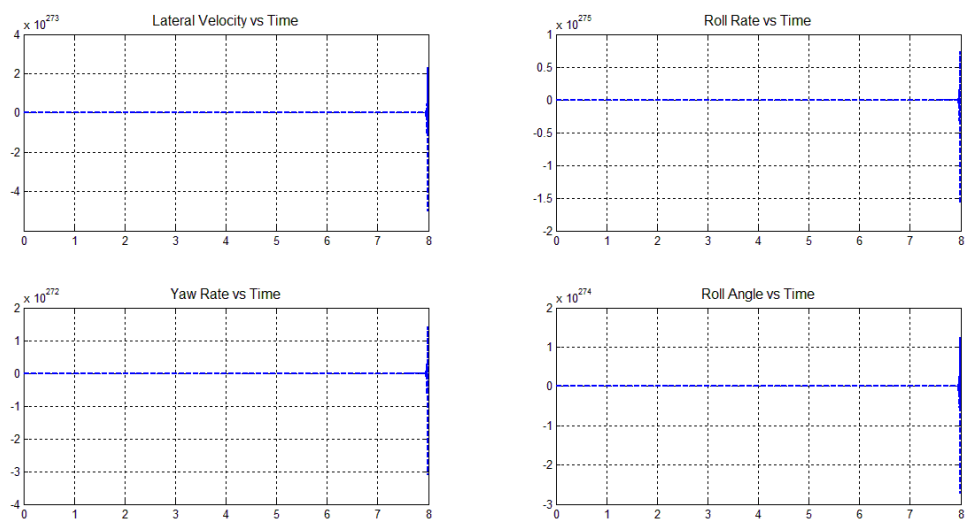 Lateral Velocity vs Time
x 10^273
4
2
0
-2
-4
0 1 2 3 4 5 6 7 8
Roll Rate vs Time
x 10^275
1
0.5
0
-0.5
-1
-1.5
-2
0 1 2 3 4 5 6 7 8
Yaw Rate vs Time
x 10^272
2
1
0
-1
-2
-3
-4
0 1 2 3 4 5 6 7 8
Roll Angle vs Time
x 10^274
2
1
0
-1
-2
-3
0 1 2 3 4 5 6 7 8